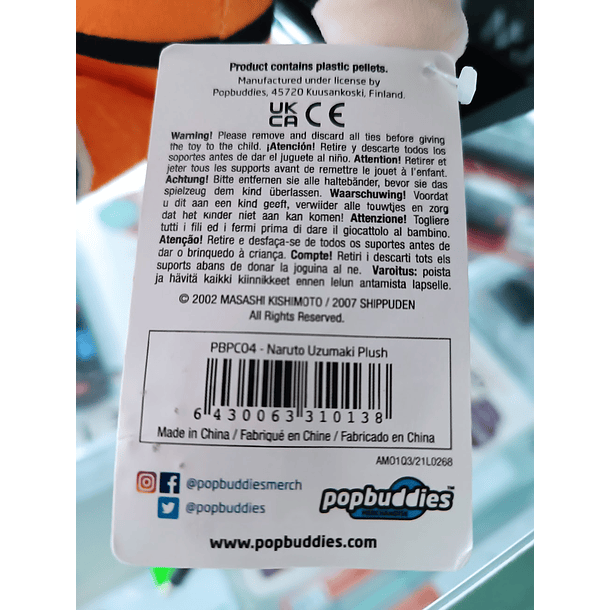 Product contains plastic pellets.
Manufactured under license by
Popbuddies, 45720 Kuusankoski, Finland.
UK
CA CE
Warning! Please remove and discard all ties before giving
the toy to the child. ¡Atención! Retire y descarte todos los
soportes antes de dar el juguete al niño. Attention! Retirer et
jeter tous les supports avant de remettre le jouet à l'enfant.
Achtung! Bitte entfernen sie alle haltebänder, bevor sie das
spielzeug dem kind überlassen. Waarschuwing! Voordat
u dit aan een kind geeft, verwiider alle touwtjes en zorg
dat het kinder niet aan kan komen! Attenzione! Togliere
tutti i fili ed i fermi prima di dare il giocattolo al bambino.
Atenção! Retire e desfaça-se de todos os suportes antes de
dar o brinquedo à criança. Compte! Retiri i descarti tots els
suports abans de donar la joguina al ne. Varoitus: poista
ja hävitä kaikki kiinnikkeet ennen lelun antamista lapselle.
© 2002 MASASHI KISHIMOTO / 2007 SHIPPUDEN
All Rights Reserved.
PBPC04 - Naruto Uzumaki Plush
6 430063 310138
Made in China / Fabriqué en Chine / Fabricado en China
AM0103/21L0268
@popbuddiesmerch
@popbuddies
popbuddies™
MERCHANDISE
www.popbuddies.com